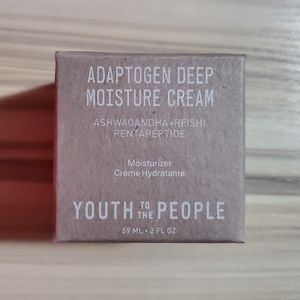 ADAPTOGEN DEEP
MOISTURE CREAM
ASHWAGANDHA+REISHI
PENTAPEPTIDE
Moisturizer
Crème Hydratante
YOUTH TO THE PEOPLE
59 ML • 2 FL OZ